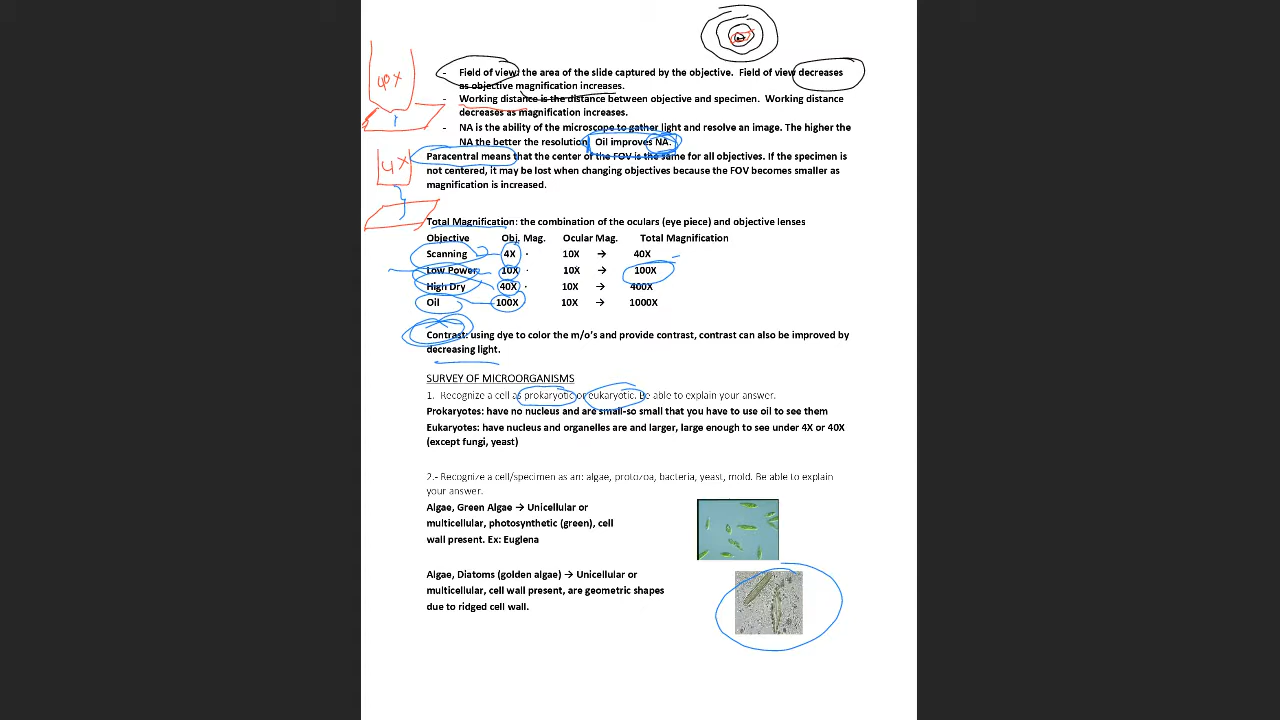 - Field of view: the area of the slide captured by the objective. Field of view decreases
as objective magnification increases.
40X
- Working distance is the distance between objective and specimen. Working distance
decreases as magnification increases.
- NA is the ability of the microscope to gather light and resolve an image. The higher the
NA the better the resolution. Oil improves NA.
4X
Paracentral means that the center of the FOV is the same for all objectives. If the specimen is
not centered, it may be lost when changing objectives because the FOV becomes smaller as
magnification is increased.
Total Magnification: the combination of the oculars (eye piece) and objective lenses
Objective Obj. Mag. Ocular Mag. Total Magnification
Scanning 4X · 10X → 40X
Low Power 10X · 10X → 100X
High Dry 40X · 10X → 400X
Oil 100X 10X → 1000X
Contrast: using dye to color the m/o's and provide contrast, contrast can also be improved by
decreasing light.
SURVEY OF MICROORGANISMS
1. Recognize a cell as prokaryotic or eukaryotic. Be able to explain your answer.
Prokaryotes: have no nucleus and are small-so small that you have to use oil to see them
Eukaryotes: have nucleus and organelles are and larger, large enough to see under 4X or 40X
(except fungi, yeast)
2.- Recognize a cell/specimen as an: algae, protozoa, bacteria, yeast, mold. Be able to explain
your answer.
Algae, Green Algae → Unicellular or
multicellular, photosynthetic (green), cell
wall present. Ex: Euglena
Algae, Diatoms (golden algae) → Unicellular or
multicellular, cell wall present, are geometric shapes
due to ridged cell wall.